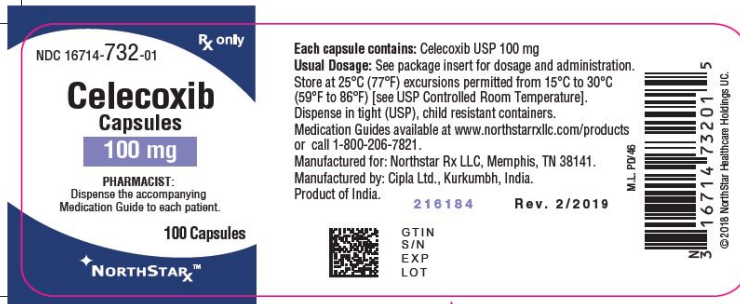 ℞ only
NDC 16714-732-01
Celecoxib
Capsules
100 mg
PHARMACIST:
Dispense the accompanying
Medication Guide to each patient.
100 Capsules
NORTHSTAR℞™
Each capsule contains: Celecoxib USP 100 mg
Usual Dosage: See package insert for dosage and administration.
Store at 25°C (77°F) excursions permitted from 15°C to 30°C
(59°F to 86°F) [see USP Controlled Room Temperature].
Dispense in tight (USP), child resistant containers.
Medication Guides available at www.northstarrxllc.com/products
or call 1-800-206-7821.
Manufactured for: Northstar Rx LLC, Memphis, TN 38141.
Manufactured by: Cipla Ltd., Kurkumbh, India.
Product of India.
216184 Rev. 2/2019
GTIN
S/N
EXP
LOT
M.L. PD/46
N
3 16714 73201 5
©2018 NorthStar Healthcare Holdings UC.